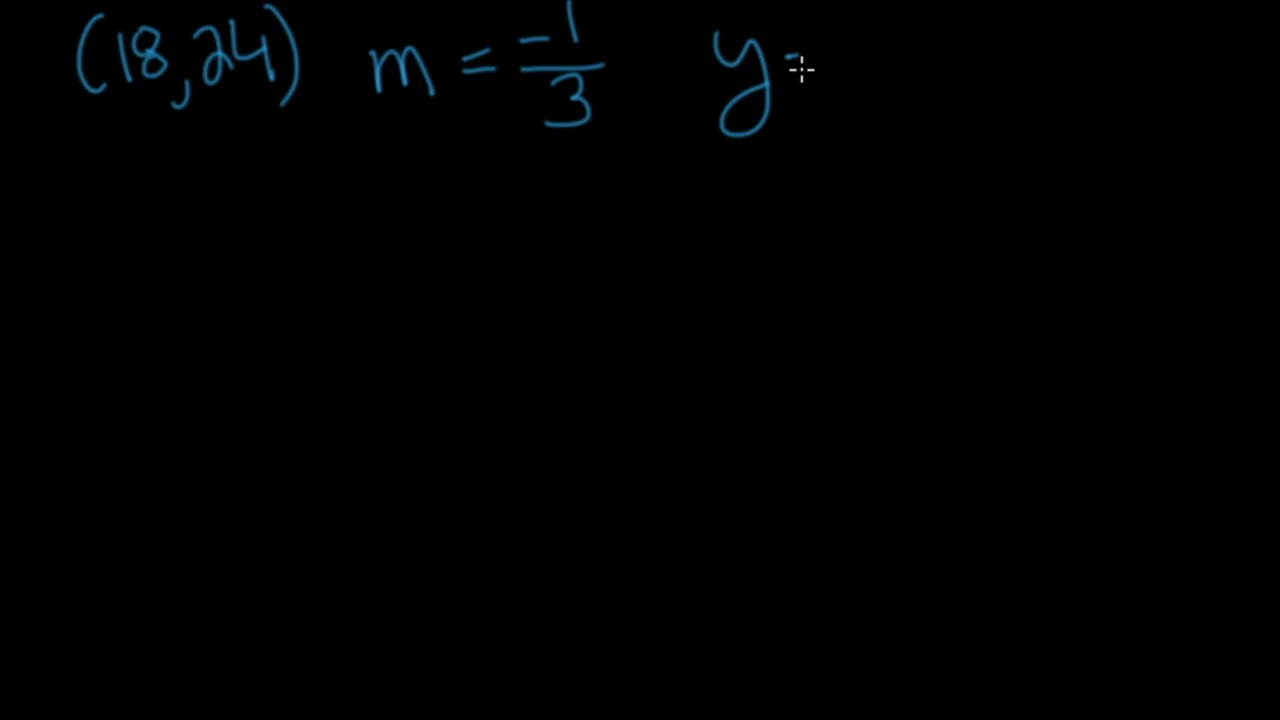 (18,24) m = -1/3 y -